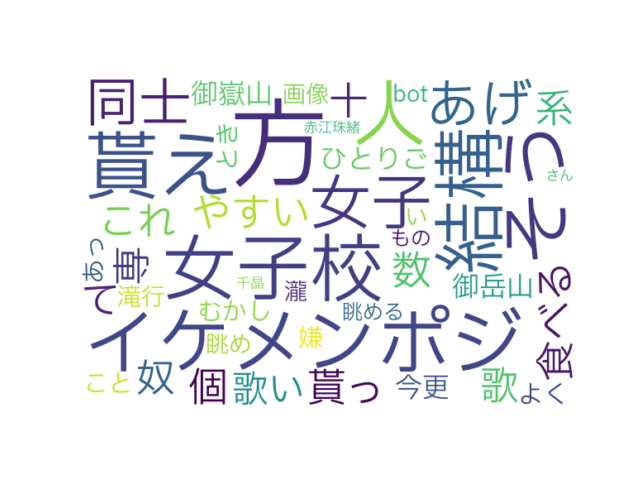 同士
御嶽山
画像
十
人
bot
あげ
系
貰え
とき
方
赤江珠緒
ひとりご
結構
そっ
さん
これ
やすい
女子
い
もの
数
御岳山
食べる
あっ
専
て
滝行
女子校
千晶
瀧
むかし
眺める
イケメンポジ
眺め
嫌
こと
奴
個
歌い
貰っ
今更
歌
よく